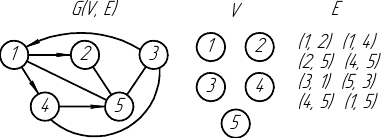 G(V, E)
V
E
1
2
3
4
5
1
2
3
4
5
(1, 2) (1, 4)
(2, 5) (4, 5)
(3, 1) (5, 3)
(4, 5) (1, 5)